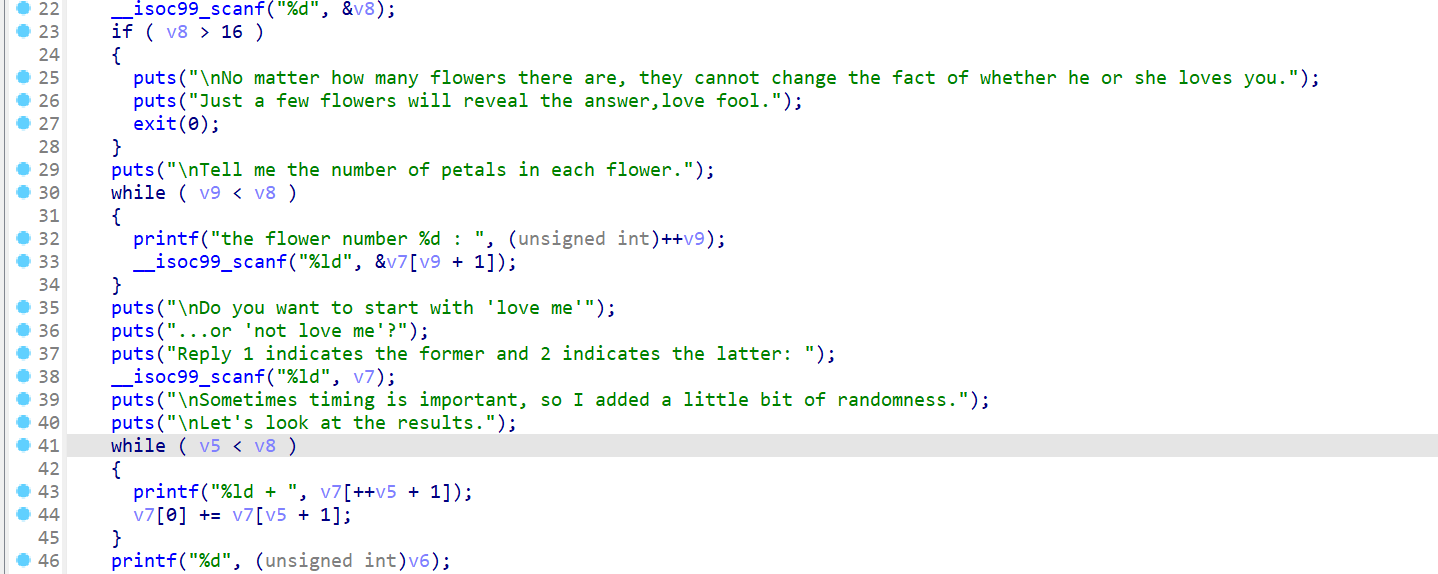 22 __isoc99_scanf("%d", &v8);
23 if ( v8 > 16 )
24 {
25 puts("\nNo matter how many flowers there are, they cannot change the fact of whether he or she loves you.");
26 puts("Just a few flowers will reveal the answer,love fool.");
27 exit(0);
28 }
29 puts("\nTell me the number of petals in each flower.");
30 while ( v9 < v8 )
31 {
32 printf("the flower number %d : ", (unsigned int)++v9);
33 __isoc99_scanf("%ld", &v7[v9 + 1]);
34 }
35 puts("\nDo you want to start with 'love me'");
36 puts("...or 'not love me'?");
37 puts("Reply 1 indicates the former and 2 indicates the latter: ");
38 __isoc99_scanf("%ld", v7);
39 puts("\nSometimes timing is important, so I added a little bit of randomness.");
40 puts("\nLet's look at the results.");
41 while ( v5 < v8 )
42 {
43 printf("%ld + ", v7[++v5 + 1]);
44 v7[0] += v7[v5 + 1];
45 }
46 printf("%d", (unsigned int)v6);